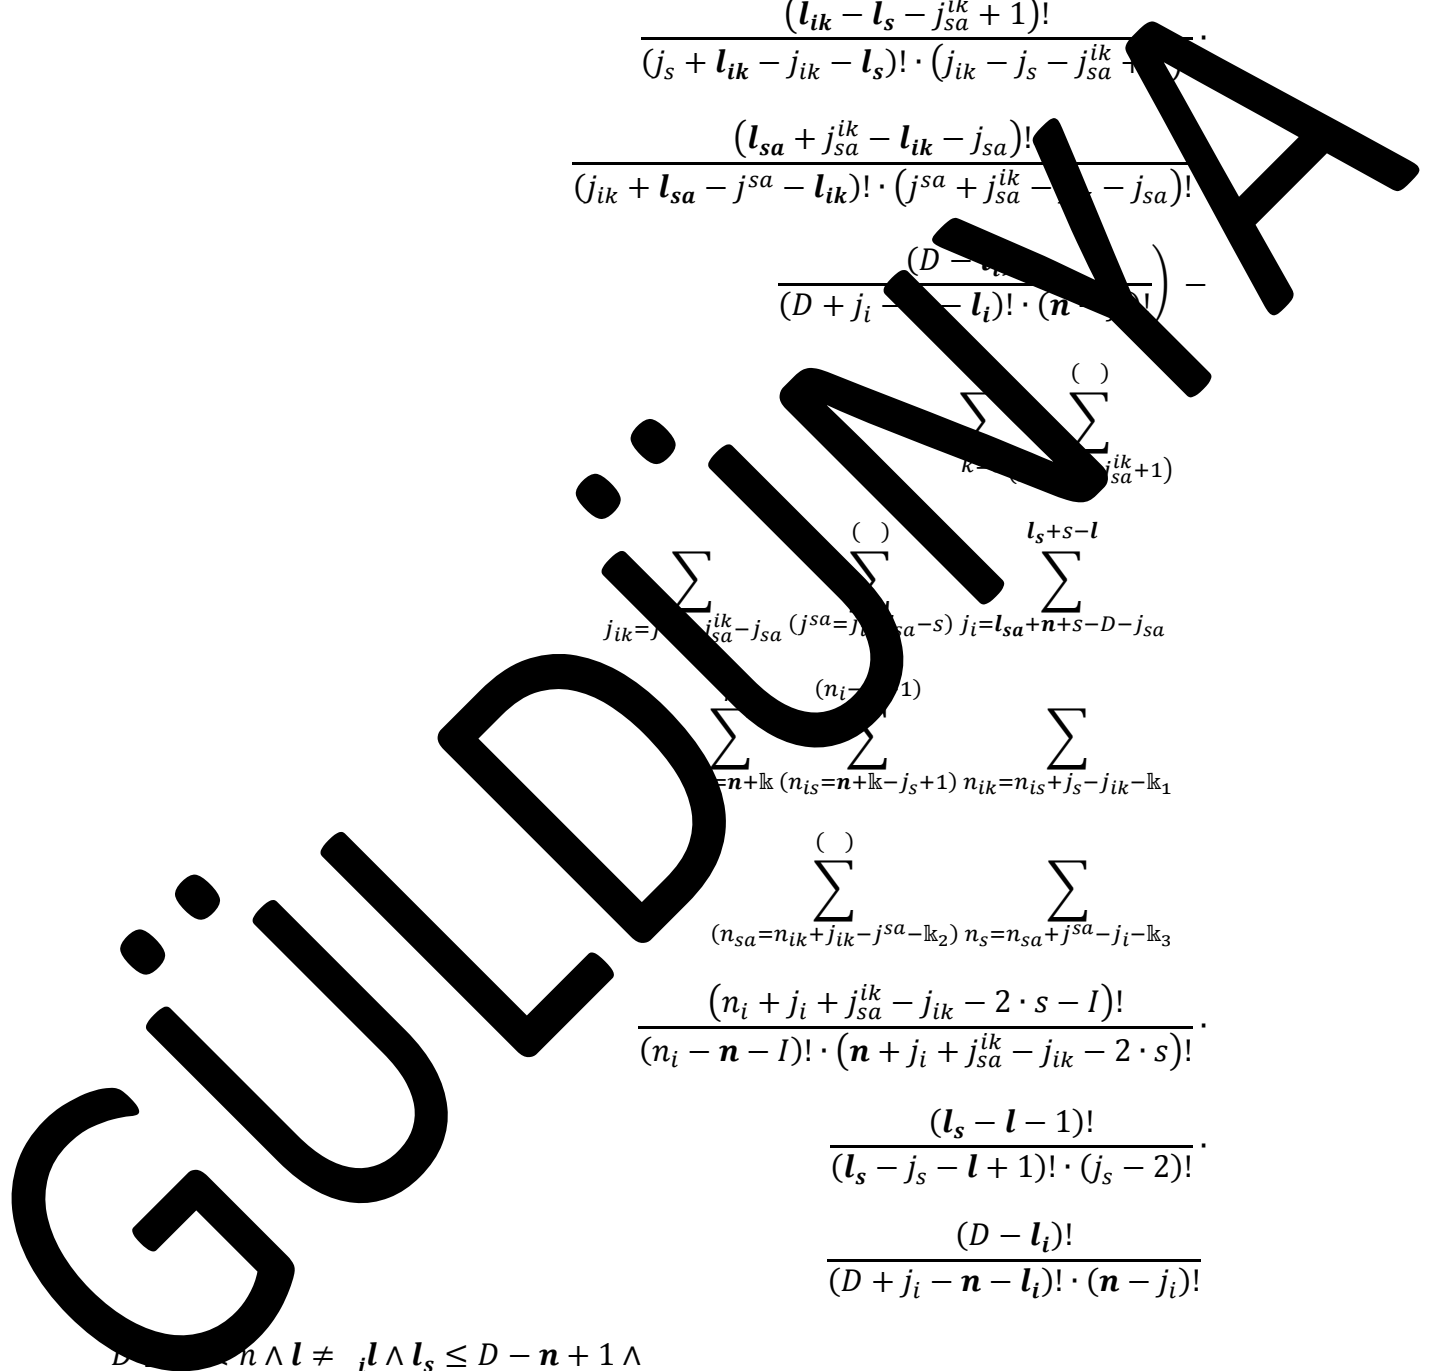 (l_ik − l_s − j_sa^ik + 1)!
(j_s + l_ik − j_ik − l_s)! · (j_ik − j_s − j_sa^ik +
·
(l_sa + j_sa^ik − l_ik − j_sa)!
(j_ik + l_sa − j^sa − l_ik)! · (j^sa + j_sa^ik − − j_sa)!
(D −
(D + j_i − − l_i)! · (n !
) −
∑ ∑
( )
j_sa^ik+1)
( ) l_s+s−l
∑ ∑ ∑
j_ik= j_sa^ik−j_sa (j^sa= −s) j_i=l_sa+n+s−D−j_sa
(n_i− 1)
∑ ∑ ∑
=n+𝕜 (n_is=n+𝕜−j_s+1) n_ik=n_is+j_s−j_ik−𝕜_1
( )
∑ ∑
(n_sa=n_ik+j_ik−j^sa−𝕜_2) n_s=n_sa+j^sa−j_i−𝕜_3
(n_i + j_i + j_sa^ik − j_ik − 2 · s − I)!
(n_i − n − I)! · (n + j_i + j_sa^ik − j_ik − 2 · s)!
·
(l_s − l − 1)!
(l_s − j_s − l + 1)! · (j_s − 2)!
·
(D − l_i)!
(D + j_i − n − l_i)! · (n − j_i)!
n ∧ l ≠ _i l ∧ l_s ≤ D − n + 1 ∧
GÜLDÜNYA